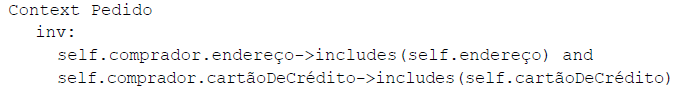 Context Pedido
inv:
self.comprador.endereço->includes(self.endereço) and
self.comprador.cartãoDeCrédito->includes(self.cartãoDeCrédito)